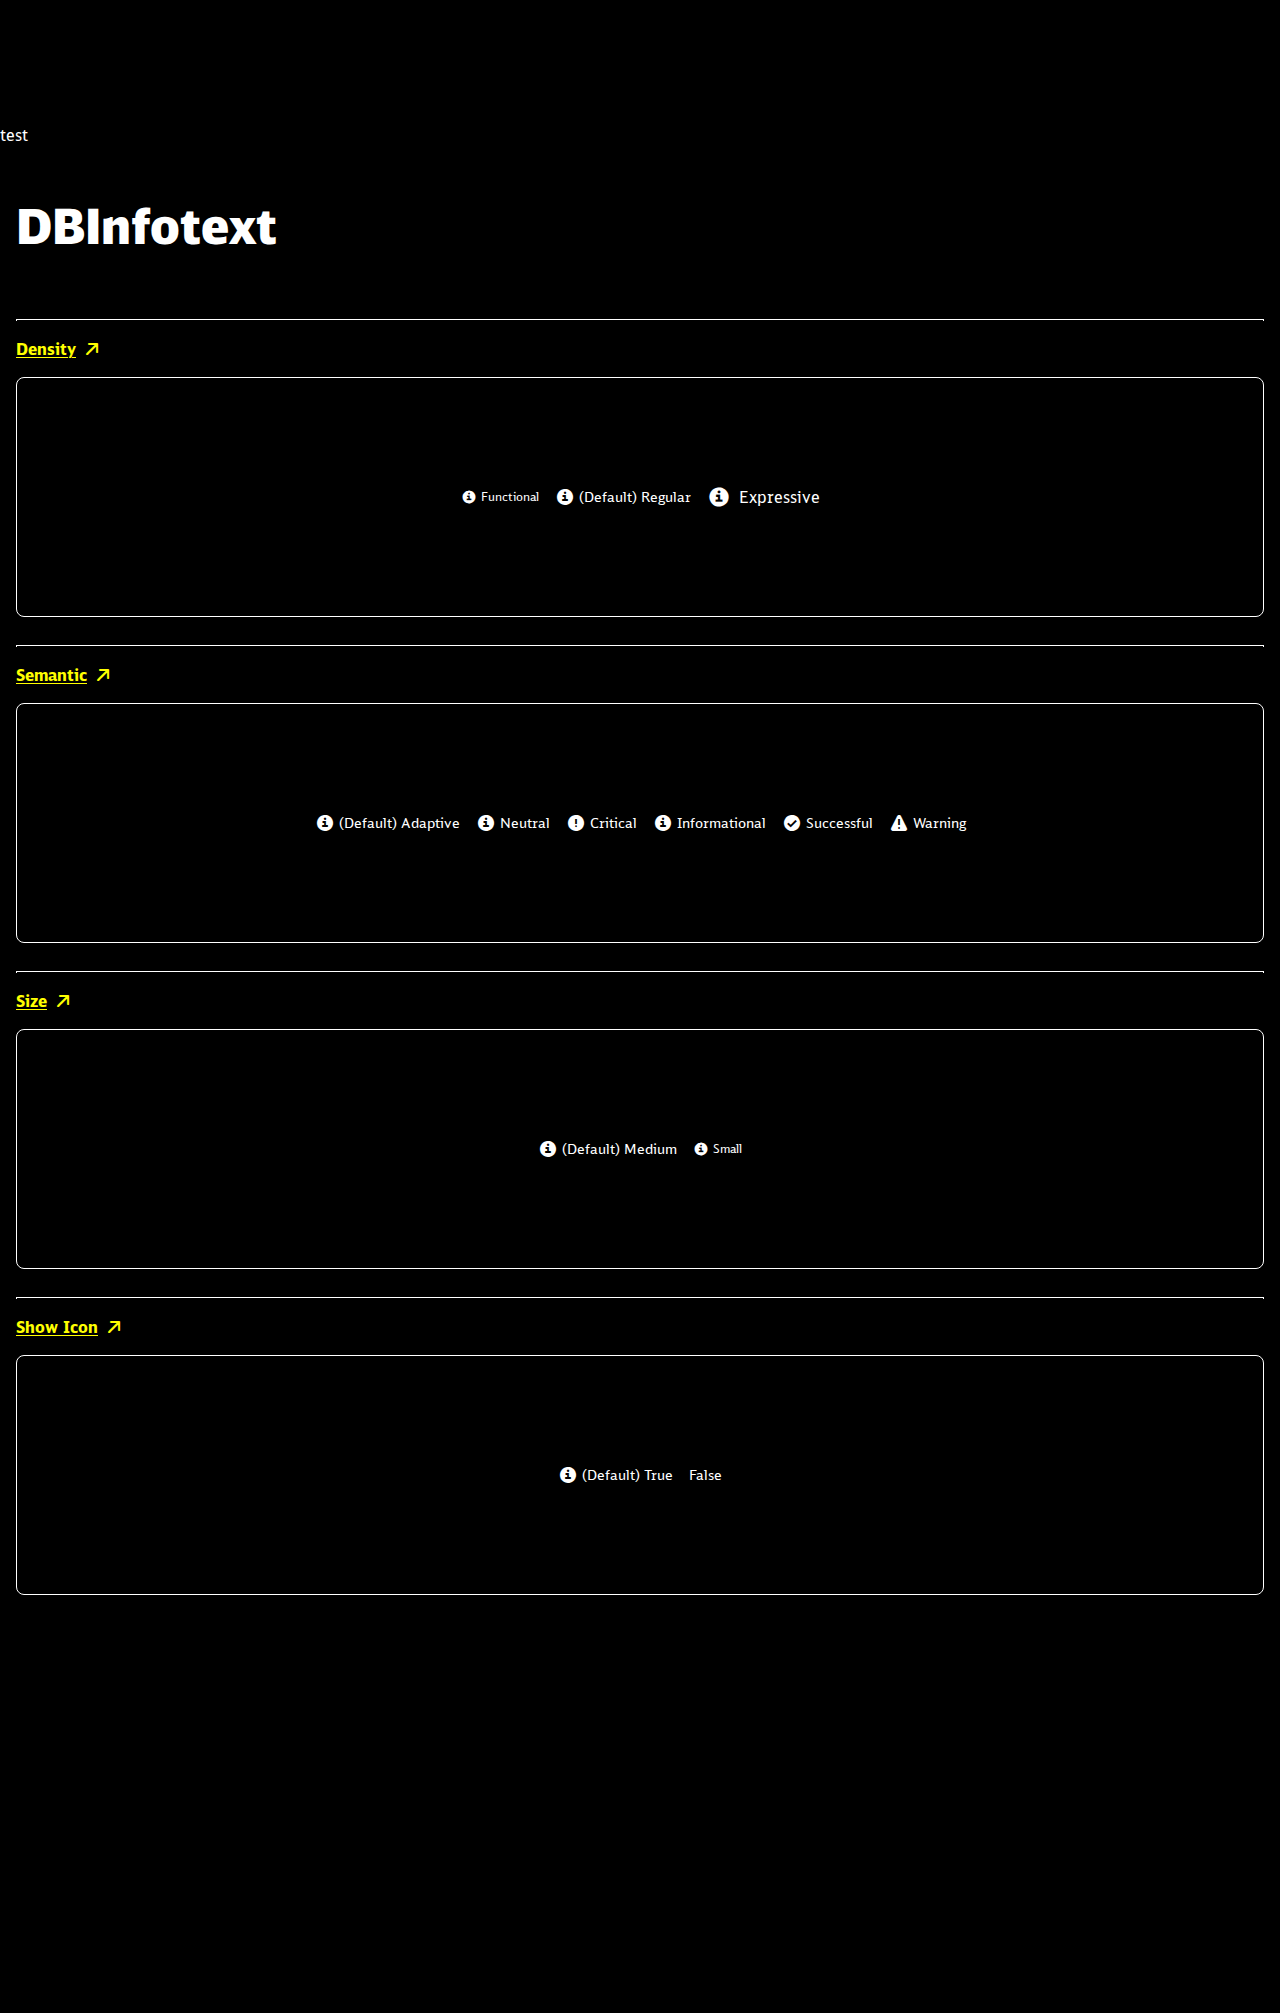 test
DBInfotext
Density
Functional (Default) Regular Expressive
Semantic
(Default) Adaptive Neutral Critical Informational Successful Warning
Size
(Default) Medium Small
Show Icon
(Default) True False